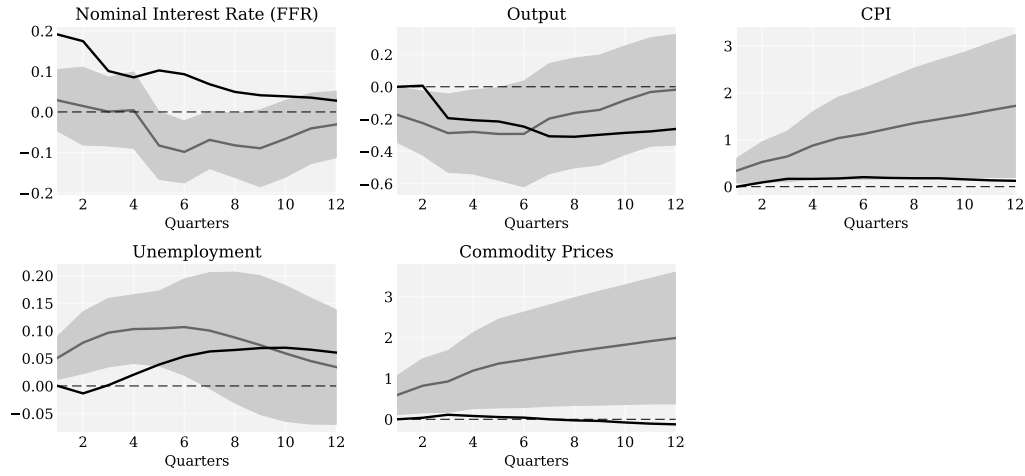 Nominal Interest Rate (FFR)
0.2
0.1
0.0
−0.1
−0.2
2 4 6 8 10 12
Quarters
Output
0.2
0.0
−0.2
−0.4
−0.6
2 4 6 8 10 12
Quarters
CPI
3
2
1
0
2 4 6 8 10 12
Quarters
Unemployment
0.20
0.15
0.10
0.05
0.00
−0.05
2 4 6 8 10 12
Quarters
Commodity Prices
3
2
1
0
2 4 6 8 10 12
Quarters